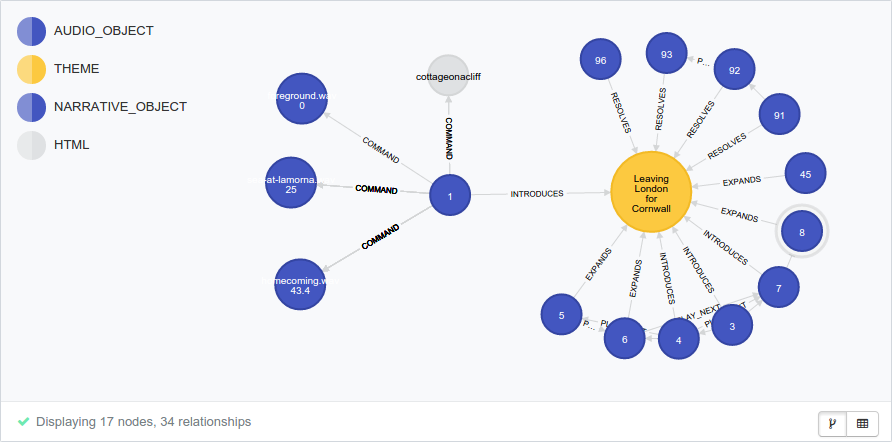 AUDIO_OBJECT
THEME
NARRATIVE_OBJECT
HTML
cottageonacliff
0
COMMAND
COMMAND
25
COMMAND
1
COMMAND
43.4
INTRODUCES
Leaving
London
for
Cornwall
96
93
P...
92
91
RESOLVES
RESOLVES
RESOLVES
RESOLVES
45
EXPANDS
8
EXPANDS
7
INTRODUCES
3
INTRODUCES
4
INTRODUCES
6
EXPANDS
5
EXPANDS
P...
Displaying 17 nodes, 34 relationships